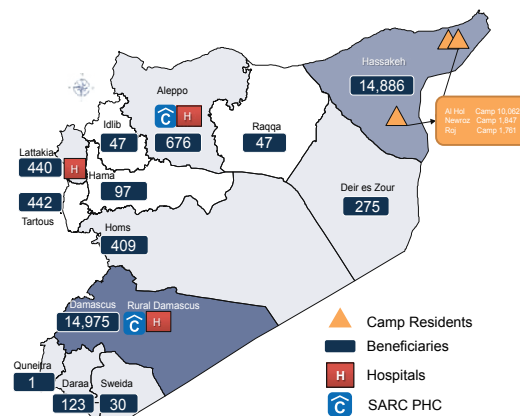 Hassakeh
14,886
Al Hol Camp 10,062
Newroz Camp 1,847
Roj Camp 1,761
Aleppo
C H
676
Idlib
47
Raqqa
47
Lattakia
440
H
Hama
97
442
Tartous
Deir es Zour
275
Homs
409
Damascus Rural Damascus
14,975 C H
Quneitra
1
Daraa Sweida
123 30
Camp Residents
Beneficiaries
H Hospitals
C SARC PHC